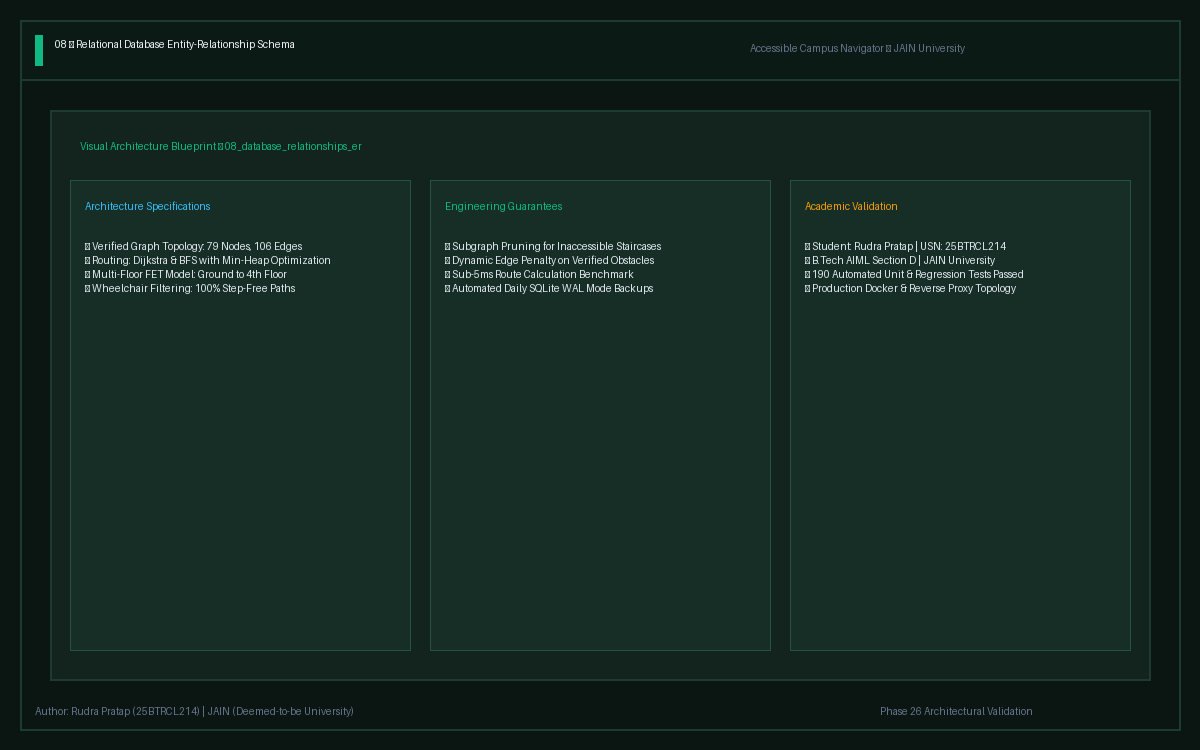 08 ▯ Relational Database Entity-Relationship Schema
Accessible Campus Navigator ▯ JAIN University
Visual Architecture Blueprint ▯ 08_database_relationships_er
Architecture Specifications
▯ Verified Graph Topology: 79 Nodes, 106 Edges
▯ Routing: Dijkstra & BFS with Min-Heap Optimization
▯ Multi-Floor FET Model: Ground to 4th Floor
▯ Wheelchair Filtering: 100% Step-Free Paths
Engineering Guarantees
▯ Subgraph Pruning for Inaccessible Staircases
▯ Dynamic Edge Penalty on Verified Obstacles
▯ Sub-5ms Route Calculation Benchmark
▯ Automated Daily SQLite WAL Mode Backups
Academic Validation
▯ Student: Rudra Pratap | USN: 25BTRCL214
▯ B.Tech AIML Section D | JAIN University
▯ 190 Automated Unit & Regression Tests Passed
▯ Production Docker & Reverse Proxy Topology
Author: Rudra Pratap (25BTRCL214) | JAIN (Deemed-to-be University)
Phase 26 Architectural Validation